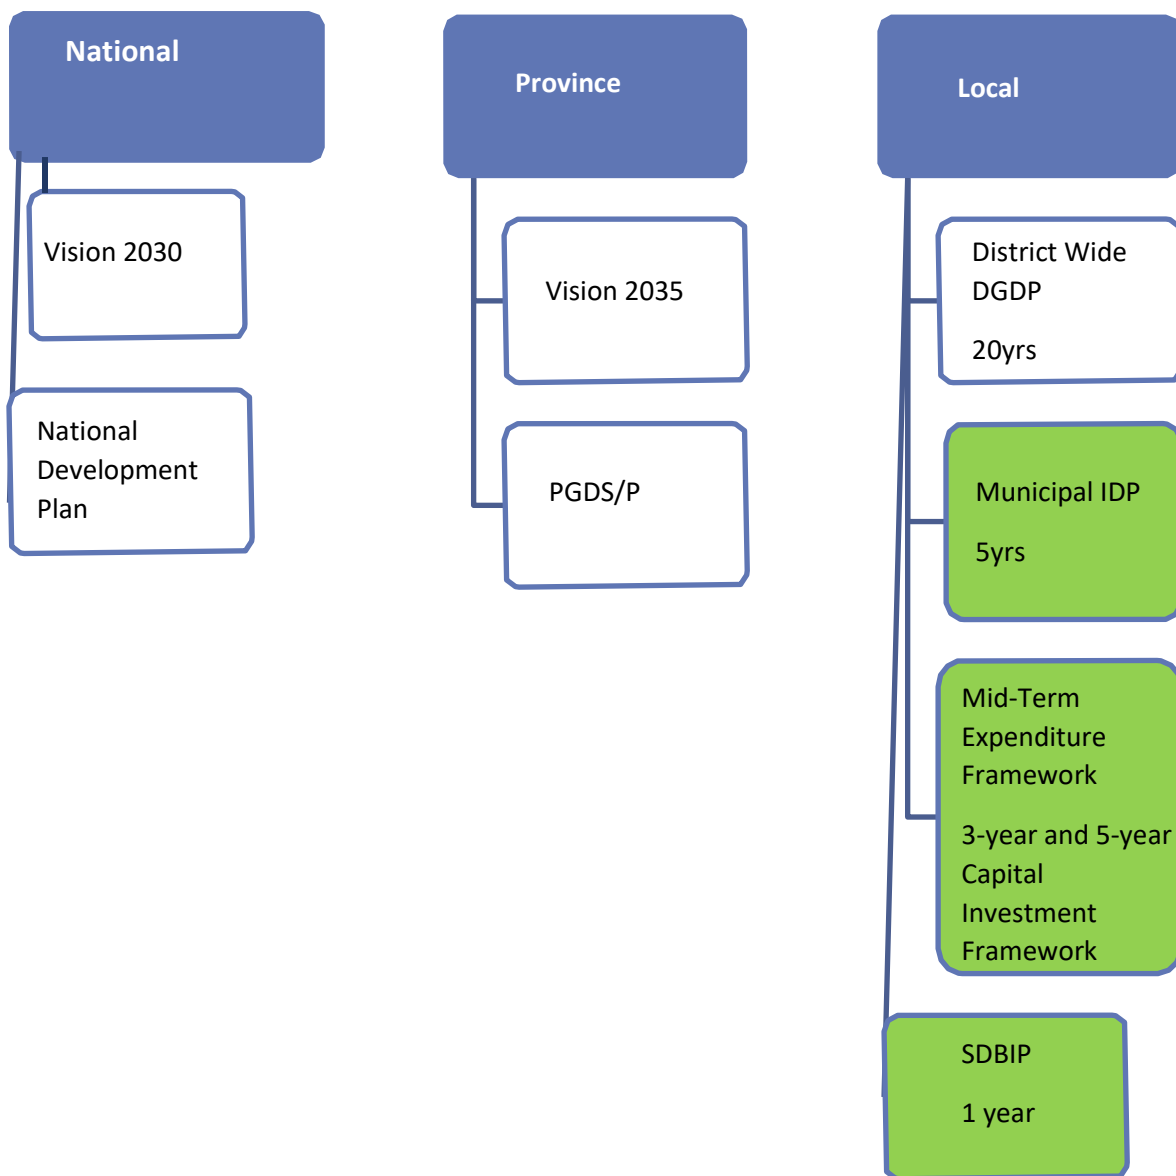 National
Vision 2030
National
Development
Plan
Province
Vision 2035
PGDS/P
Local
District Wide
DGDP
20yrs
Municipal IDP
5yrs
Mid-Term
Expenditure
Framework
3-year and 5-year
Capital
Investment
Framework
SDBIP
1 year